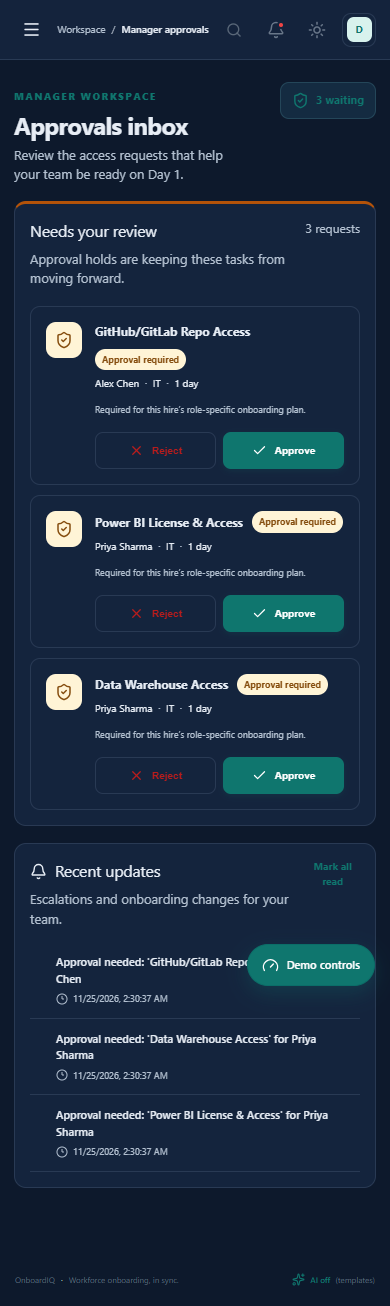 Workspace / Manager approvals
D
MANAGER WORKSPACE
3 waiting
Approvals inbox
Review the access requests that help
your team be ready on Day 1.
Needs your review
3 requests
Approval holds are keeping these tasks from
moving forward.
GitHub/GitLab Repo Access
Approval required
Alex Chen · IT · 1 day
Required for this hire's role-specific onboarding plan.
Reject
Approve
Power BI License & Access
Approval required
Priya Sharma · IT · 1 day
Required for this hire's role-specific onboarding plan.
Reject
Approve
Data Warehouse Access
Approval required
Priya Sharma · IT · 1 day
Required for this hire's role-specific onboarding plan.
Reject
Approve
Recent updates
Mark all
read
Escalations and onboarding changes for your
team.
Approval needed: 'GitHub/GitLab Repo
Chen
Demo controls
11/25/2026, 2:30:37 AM
Approval needed: 'Data Warehouse Access' for Priya
Sharma
11/25/2026, 2:30:37 AM
Approval needed: 'Power BI License & Access' for Priya
Sharma
11/25/2026, 2:30:37 AM
OnboardIQ · Workforce onboarding, in sync.
AI off (templates)